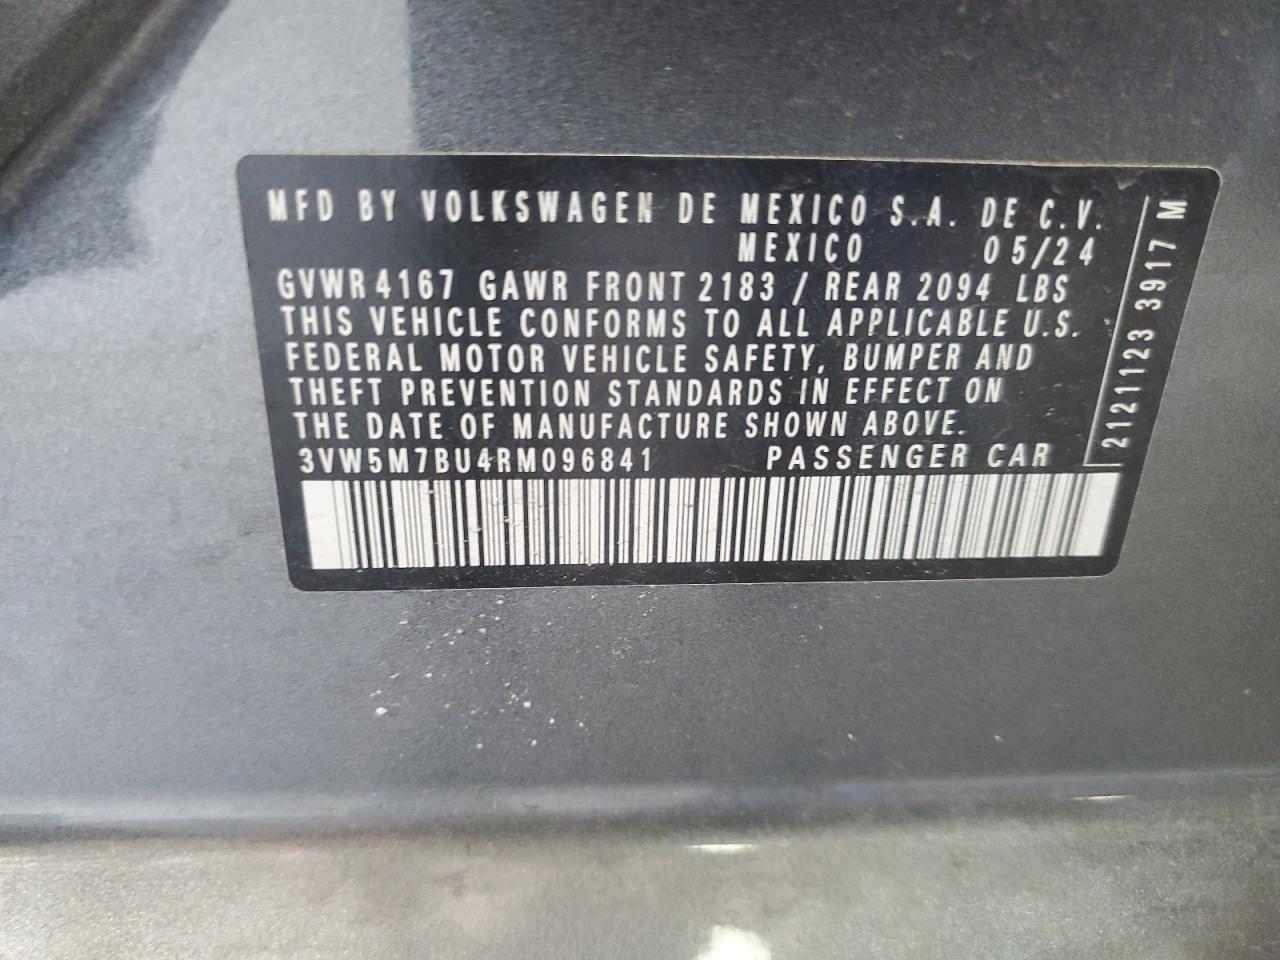 MFD BY VOLKSWAGEN DE MEXICO S.A. DE C.V.
MEXICO 05/24
GVWR 4167 GAWR FRONT 2183 / REAR 2094 LBS
THIS VEHICLE CONFORMS TO ALL APPLICABLE U.S.
FEDERAL MOTOR VEHICLE SAFETY, BUMPER AND
THEFT PREVENTION STANDARDS IN EFFECT ON
THE DATE OF MANUFACTURE SHOWN ABOVE.
3VW5M7BU4RM096841 PASSENGER CAR
2121123 3917 M